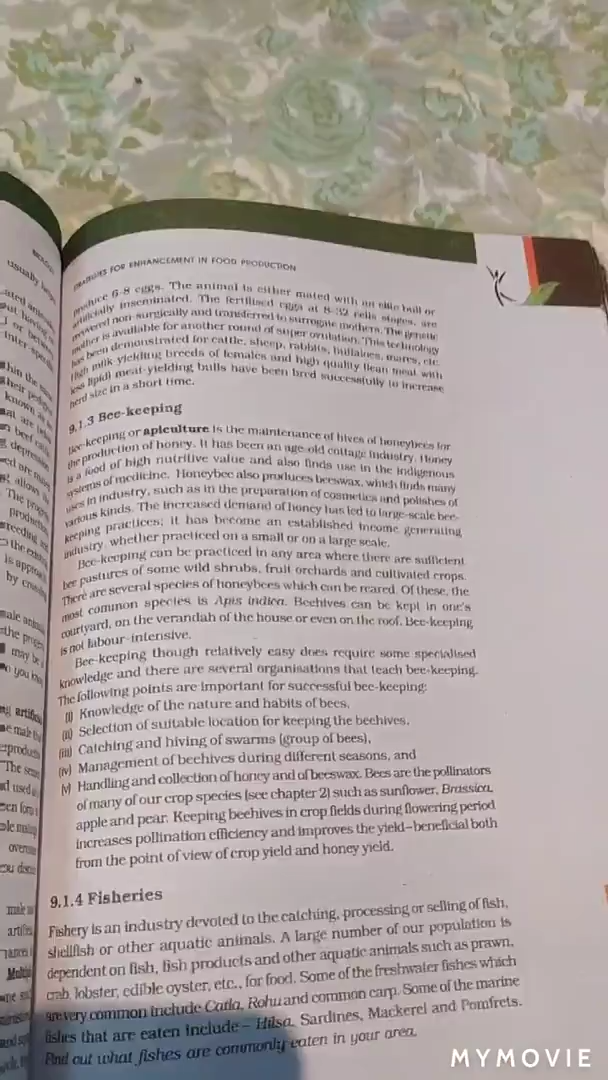 STRATEGIES FOR ENHANCEMENT IN FOOD PRODUCTION
produce 6-8 eggs. The animal is either mated with an elite bull or
artificially inseminated. The fertilised eggs at 8–32 cells stages, are
recovered non-surgically and transferred to surrogate mothers. The genetic
mother is available for another round of super ovulation. This technology
has been demonstrated for cattle, sheep, rabbits, buffaloes, mares, etc.
High milk-yielding breeds of females and high quality (lean meat with
less lipid) meat-yielding bulls have been bred successfully to increase
herd size in a short time.
9.1.3 Bee-keeping
Bee-keeping or apiculture is the maintenance of hives of honeybees for
the production of honey. It has been an age-old cottage industry. Honey
is a food of high nutritive value and also finds use in the indigenous
systems of medicine. Honeybee also produces beeswax, which finds many
uses in industry, such as in the preparation of cosmetics and polishes of
various kinds. The increased demand of honey has led to large-scale bee-
keeping practices; it has become an established income generating
industry, whether practiced on a small or on a large scale.
Bee-keeping can be practiced in any area where there are sufficient
bee pastures of some wild shrubs, fruit orchards and cultivated crops.
There are several species of honeybees which can be reared. Of these, the
most common species is Apis indica. Beehives can be kept in one's
courtyard, on the verandah of the house or even on the roof. Bee-keeping
is not labour-intensive.
Bee-keeping though relatively easy does require some specialised
knowledge and there are several organisations that teach bee-keeping.
The following points are important for successful bee-keeping:
(i) Knowledge of the nature and habits of bees,
(ii) Selection of suitable location for keeping the beehives,
(iii) Catching and hiving of swarms (group of bees),
(iv) Management of beehives during different seasons, and
(v) Handling and collection of honey and of beeswax. Bees are the pollinators
of many of our crop species (see chapter 2) such as sunflower, Brassica,
apple and pear. Keeping beehives in crop fields during flowering period
increases pollination efficiency and improves the yield–beneficial both
from the point of view of crop yield and honey yield.
9.1.4 Fisheries
Fishery is an industry devoted to the catching, processing or selling of fish,
shellfish or other aquatic animals. A large number of our population is
dependent on fish, fish products and other aquatic animals such as prawn,
crab, lobster, edible oyster, etc., for food. Some of the freshwater fishes which
are very common include Catla, Rohu and common carp. Some of the marine
fishes that are eaten include – Hilsa, Sardines, Mackerel and Pomfrets.
Find out what fishes are commonly eaten in your area.
MYMOVIE